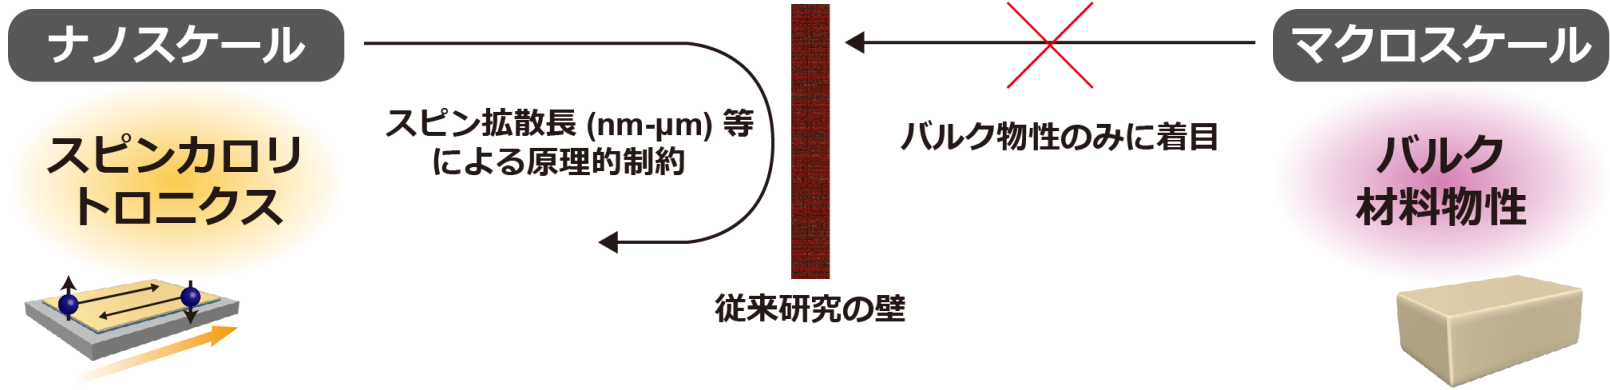 ナノスケール
マクロスケール
スピンカロリ
トロニクス
スピン拡散長 (nm-μm) 等
による原理的制約
バルク物性のみに着目
バルク
材料物性
従来研究の壁